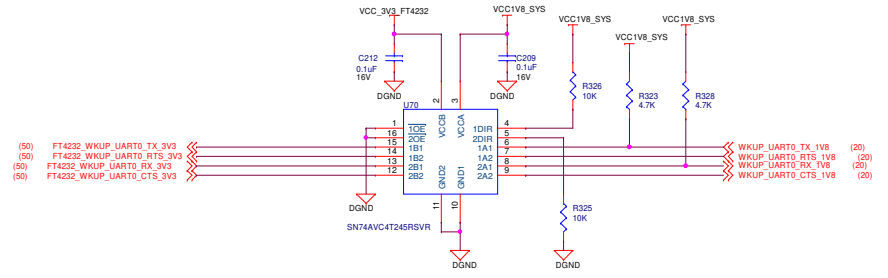 VCC_3V3_FT4232
VCC1V8_SYS
VCC1V8_SYS
VCC1V8_SYS
VCC1V8_SYS
C212
0.1uF
16V
C209
0.1uF
16V
R326
10K
R323
4.7K
R328
4.7K
DGND
DGND
U70
2
3
VCCB
VCCA
1
1OE
1DIR
4
16
2OE
2DIR
5
(50) FT4232_WKUP_UART0_TX_3V3
15
1B1
1A1
6
WKUP_UART0_TX_1V8 (20)
(50) FT4232_WKUP_UART0_RTS_3V3
14
1B2
1A2
7
WKUP_UART0_RTS_1V8 (20)
(50) FT4232_WKUP_UART0_RX_3V3
13
2B1
2A1
8
WKUP_UART0_RX_1V8 (20)
(50) FT4232_WKUP_UART0_CTS_3V3
12
2B2
2A2
9
WKUP_UART0_CTS_1V8 (20)
GND2
GND1
11
10
DGND
R325
10K
SN74AVC4T245RSVR
DGND
DGND